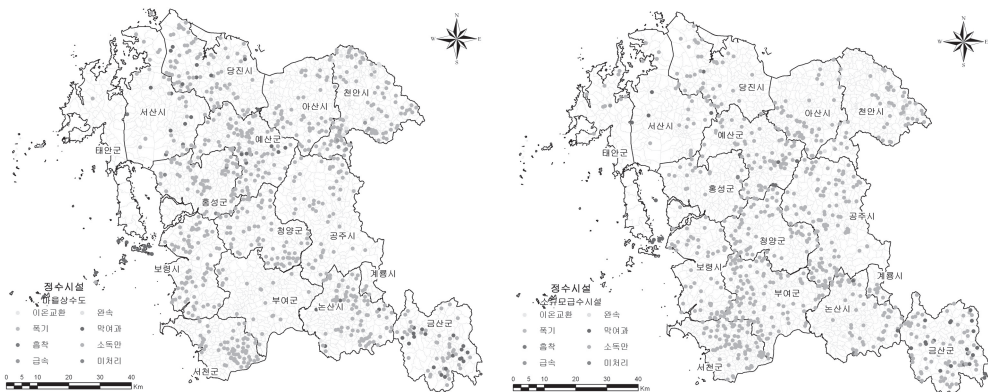 N
W E
S
당진시
천안시
아산시
서산시
예산군
태안군
홍성군
청양군
공주시
보령시
계룡시
부여군
논산시
금산군
서천군
정수시설
마을상수도
이온교환 완속
폭기 막여과
흡착 소독만
급속 미처리
0 5 10 20 30 40
Km
N
W E
S
당진시
천안시
아산시
서산시
예산군
태안군
홍성군
공주시
청양군
보령시
계룡시
부여군
논산시
금산군
서천군
정수시설
소규모급수시설
이온교환 완속
폭기 막여과
흡착 소독만
급속 미처리
0 5 10 20 30 40
Km